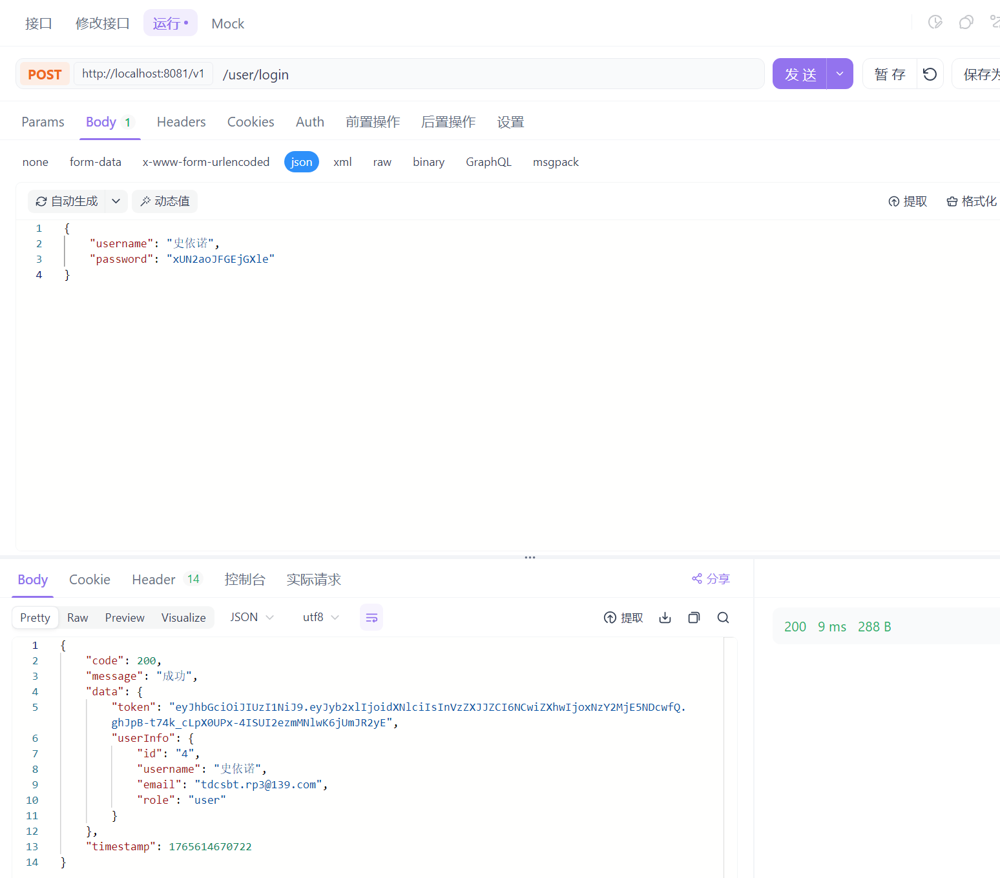 接口 修改接口 运行 Mock
POST http://localhost:8081/v1 /user/login 发 送 暂 存 保存为
Params Body 1 Headers Cookies Auth 前置操作 后置操作 设置
none form-data x-www-form-urlencoded json xml raw binary GraphQL msgpack
自动生成 动态值 提取 格式化
1 {
2 "username": "史依诺",
3 "password": "xUN2aoJFGEjGXle"
4 }
Body Cookie Header 14 控制台 实际请求 分享
Pretty Raw Preview Visualize JSON utf8 提取
200 9 ms 288 B
1 {
2 "code": 200,
3 "message": "成功",
4 "data": {
5 "token": "eyJhbGciOiJIUzI1NiJ9.eyJyb2xlIjoidXNlciIsInVzZXJJZCI6NCwiZXhwIjoxNzY2MjE5NDcwfQ.
ghJpB-t74k_cLpX0UPx-4ISUI2ezmMNlwK6jUmJR2yE",
6 "userInfo": {
7 "id": "4",
8 "username": "史依诺",
9 "email": "tdcsbt.rp3@139.com",
10 "role": "user"
11 }
12 },
13 "timestamp": 1765614670722
14 }